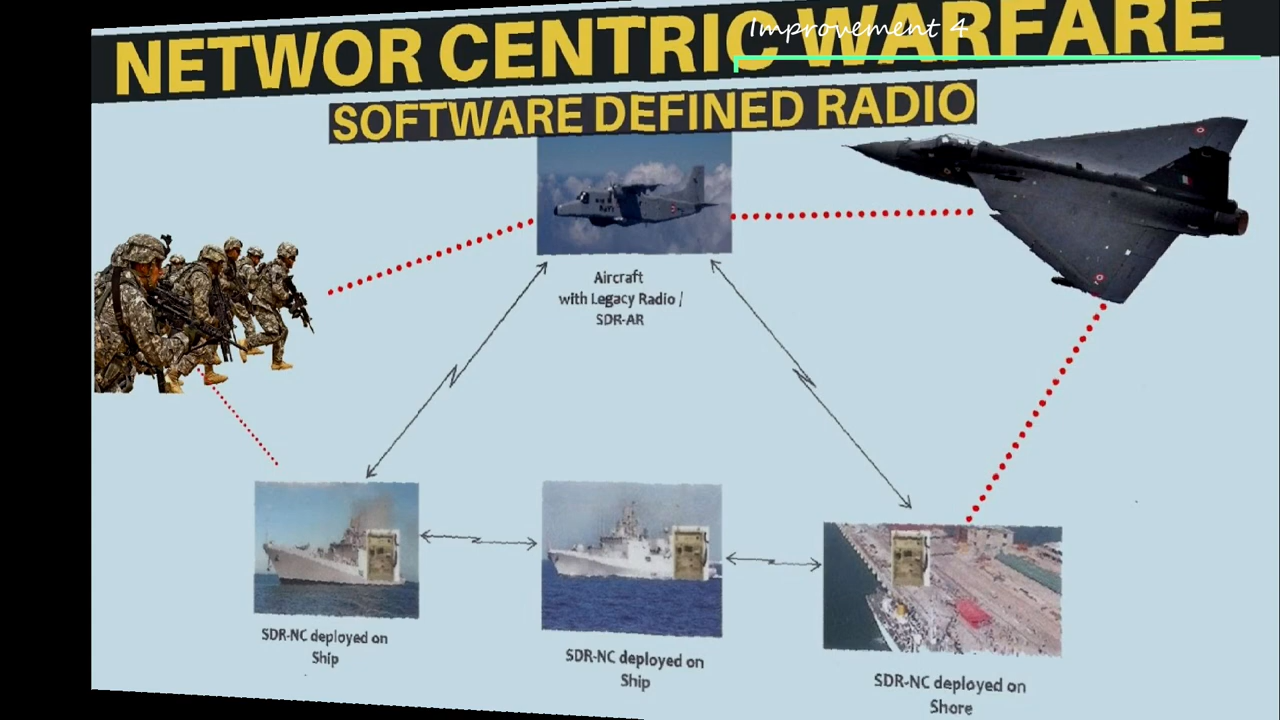 Improvement 4
NETWOR CENTRIC WARFARE
SOFTWARE DEFINED RADIO
Aircraft
with Legacy Radio /
SDR-AR
SDR-NC deployed on
Ship
SDR-NC deployed on
Ship
SDR-NC deployed on
Shore